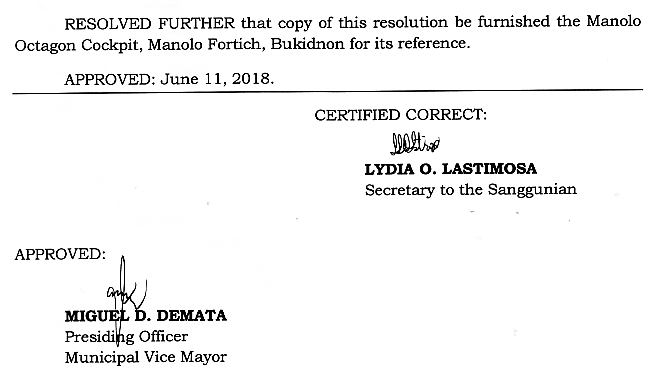 RESOLVED FURTHER that copy of this resolution be furnished the Manolo
Octagon Cockpit, Manolo Fortich, Bukidnon for its reference.
APPROVED: June 11, 2018.
CERTIFIED CORRECT:
LYDIA O. LASTIMOSA
Secretary to the Sanggunian
APPROVED:
MIGUEL D. DEMATA
Presiding Officer
Municipal Vice Mayor